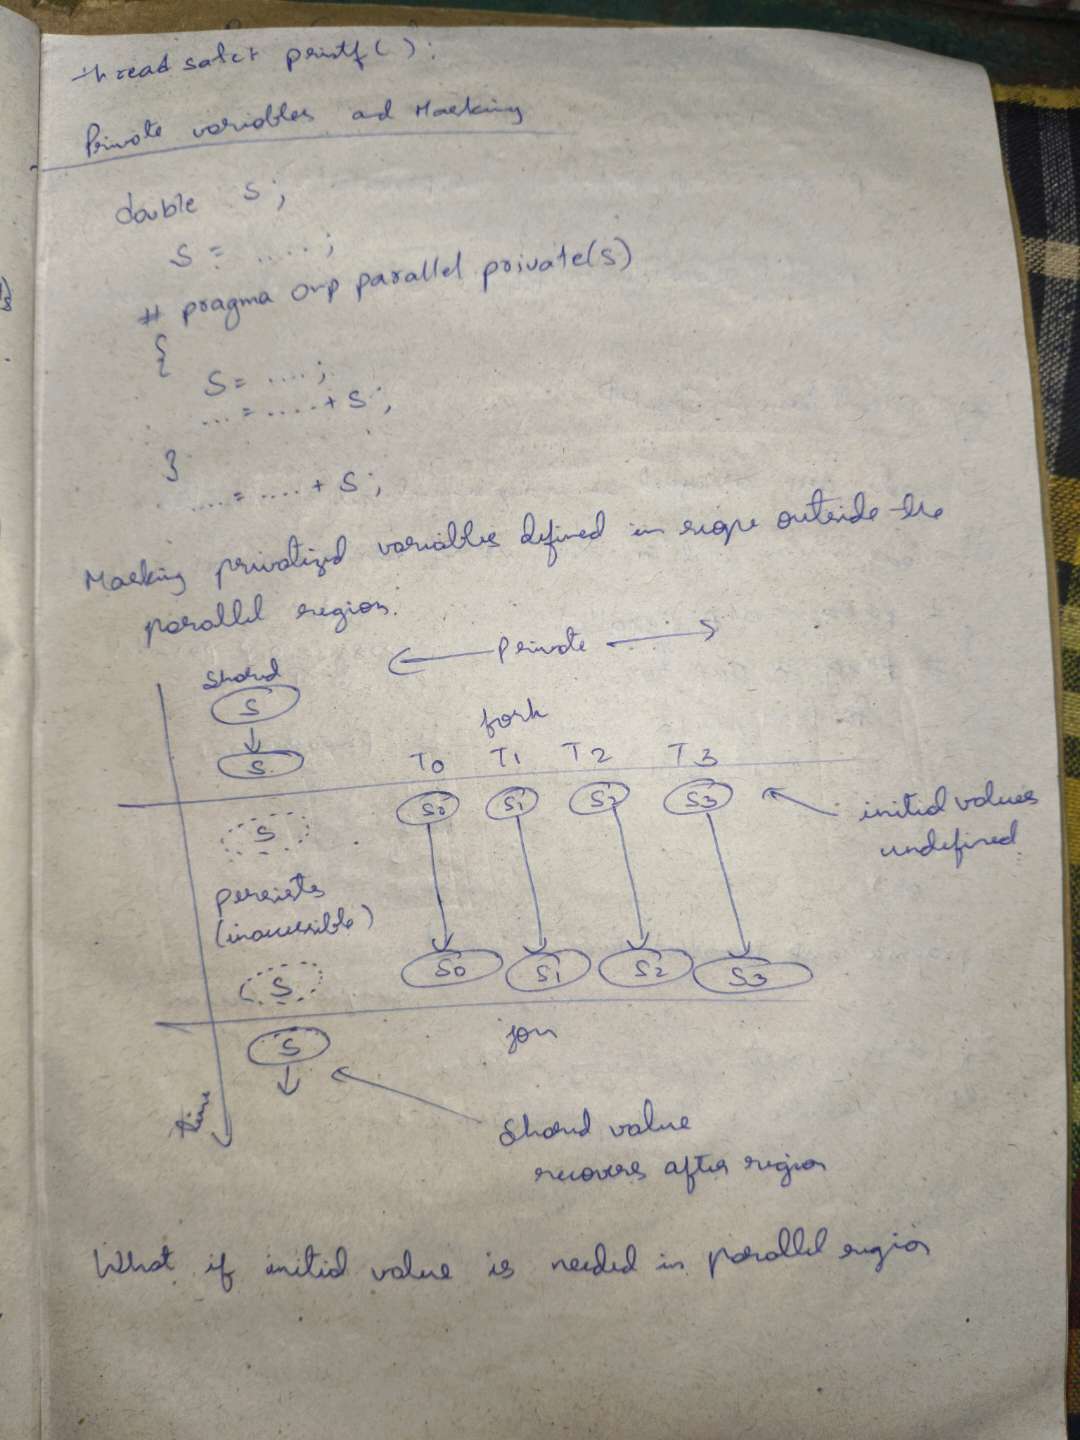 thread safet printf():
Private variables and Masking
double s;
s = .....;
# pragma omp parallel private(s)
{
s = ....;
... = ..... + s;
}
.... = .... + s;
Masking privatized variables defined in scope outside the
parallel region.
Shared
← Private →
s
fork
s
T0 T1 T2 T3
s
s0 s1 s2 s3
initial values
undefined
persists
(inaccessible)
s
s0 s1 s2 s3
s
join
time
Shared value
recovers after region
What if initial value is needed in parallel region